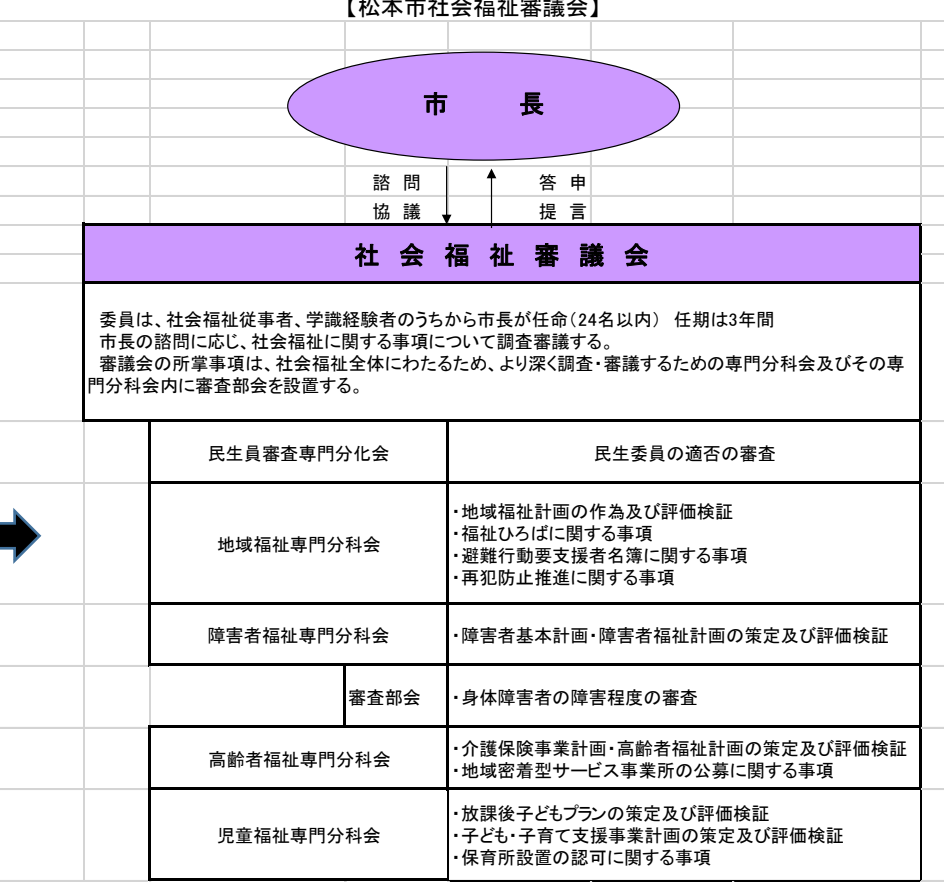 【松本市社会福祉審議会】
市　長
諮 問　答 申
協 議　提 言
社 会 福 祉 審 議 会
委員は、社会福祉従事者、学識経験者のうちから市長が任命（24名以内）　任期は3年間
市長の諮問に応じ、社会福祉に関する事項について調査審議する。
審議会の所掌事項は、社会福祉全体にわたるため、より深く調査・審議するための専門分科会及びその専
門分科会内に審査部会を設置する。
民生員審査専門分化会
民生委員の適否の審査
地域福祉専門分科会
・地域福祉計画の作為及び評価検証
・福祉ひろばに関する事項
・避難行動要支援者名簿に関する事項
・再犯防止推進に関する事項
障害者福祉専門分科会
・障害者基本計画・障害者福祉計画の策定及び評価検証
審査部会
・身体障害者の障害程度の審査
高齢者福祉専門分科会
・介護保険事業計画・高齢者福祉計画の策定及び評価検証
・地域密着型サービス事業所の公募に関する事項
児童福祉専門分科会
・放課後子どもプランの策定及び評価検証
・子ども・子育て支援事業計画の策定及び評価検証
・保育所設置の認可に関する事項